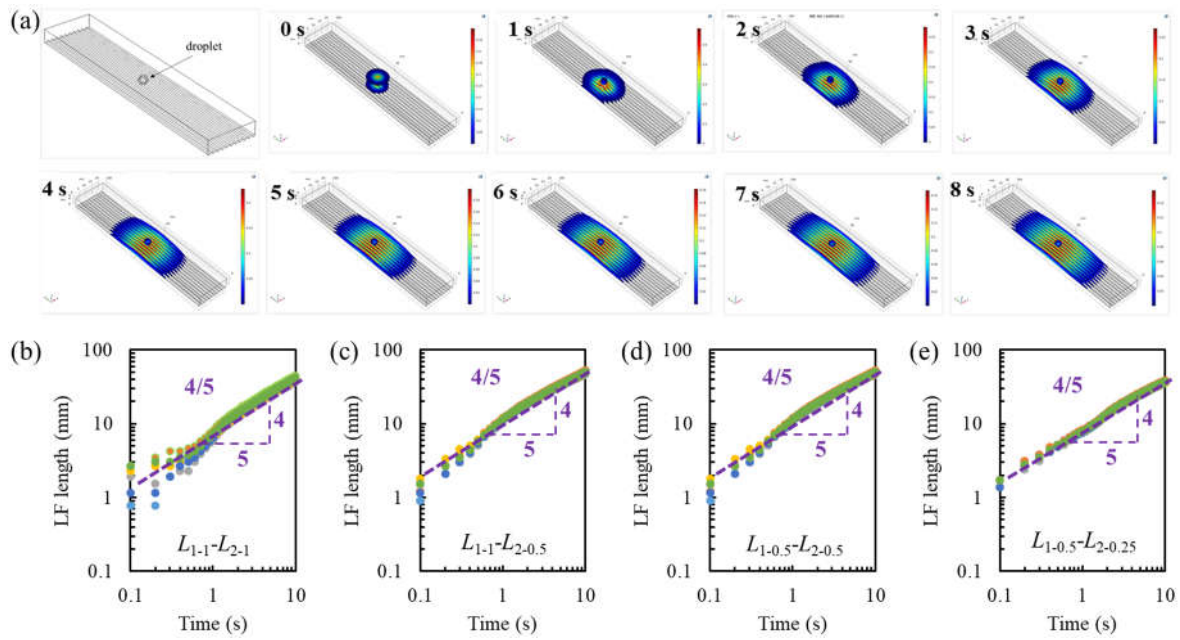 (a)
droplet
0 s
1 s
2 s
3 s
4 s
5 s
6 s
7 s
8 s
(b)
LF length (mm)
100
10
1
0.1
4/5
4
5
L1-1-L2-1
0.1
1
10
Time (s)
(c)
LF length (mm)
100
10
1
0.1
4/5
4
5
L1-1-L2-0.5
0.1
1
10
Time (s)
(d)
LF length (mm)
100
10
1
0.1
4/5
4
5
L1-0.5-L2-0.5
0.1
1
10
Time (s)
(e)
LF length (mm)
100
10
1
0.1
4/5
4
5
L1-0.5-L2-0.25
0.1
1
10
Time (s)